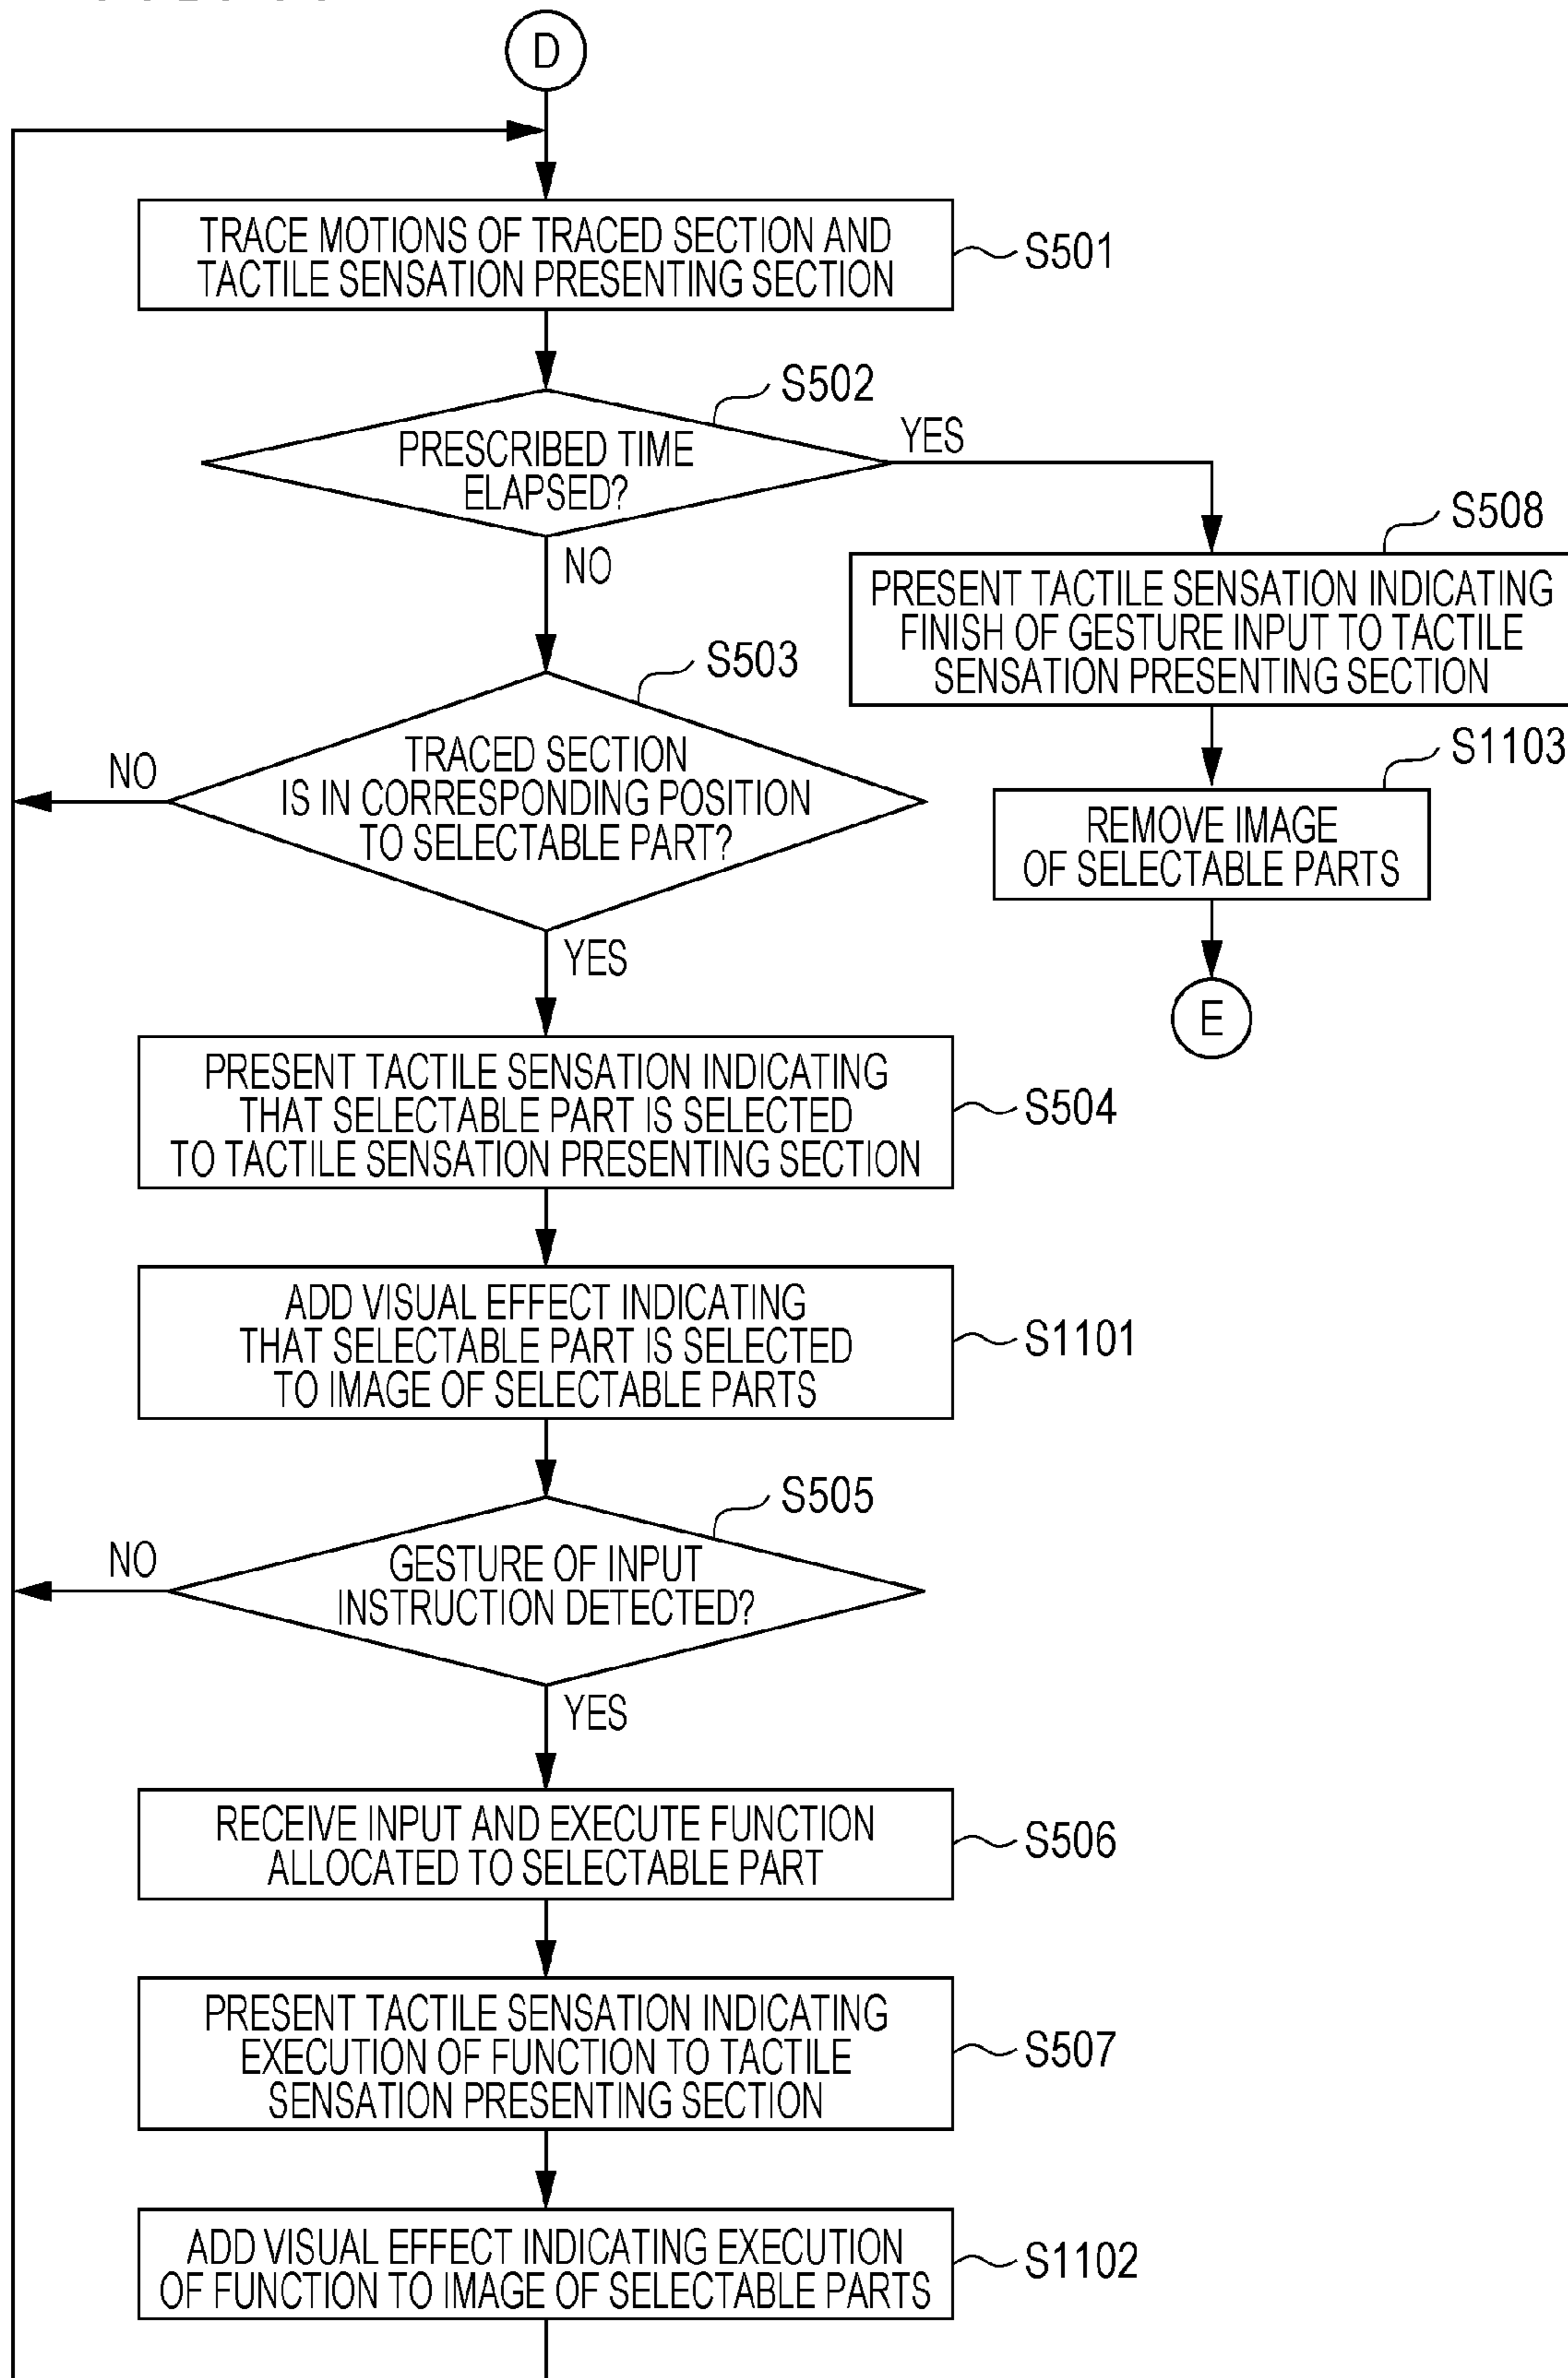 D
TRACE MOTIONS OF TRACED SECTION AND
TACTILE SENSATION PRESENTING SECTION
S501
S502
PRESCRIBED TIME
ELAPSED?
YES
NO
S508
PRESENT TACTILE SENSATION INDICATING
FINISH OF GESTURE INPUT TO TACTILE
SENSATION PRESENTING SECTION
S503
TRACED SECTION
IS IN CORRESPONDING POSITION
TO SELECTABLE PART?
NO
YES
S1103
REMOVE IMAGE
OF SELECTABLE PARTS
E
PRESENT TACTILE SENSATION INDICATING
THAT SELECTABLE PART IS SELECTED
TO TACTILE SENSATION PRESENTING SECTION
S504
ADD VISUAL EFFECT INDICATING
THAT SELECTABLE PART IS SELECTED
TO IMAGE OF SELECTABLE PARTS
S1101
S505
GESTURE OF INPUT
INSTRUCTION DETECTED?
NO
YES
RECEIVE INPUT AND EXECUTE FUNCTION
ALLOCATED TO SELECTABLE PART
S506
PRESENT TACTILE SENSATION INDICATING
EXECUTION OF FUNCTION TO TACTILE
SENSATION PRESENTING SECTION
S507
ADD VISUAL EFFECT INDICATING EXECUTION
OF FUNCTION TO IMAGE OF SELECTABLE PARTS
S1102